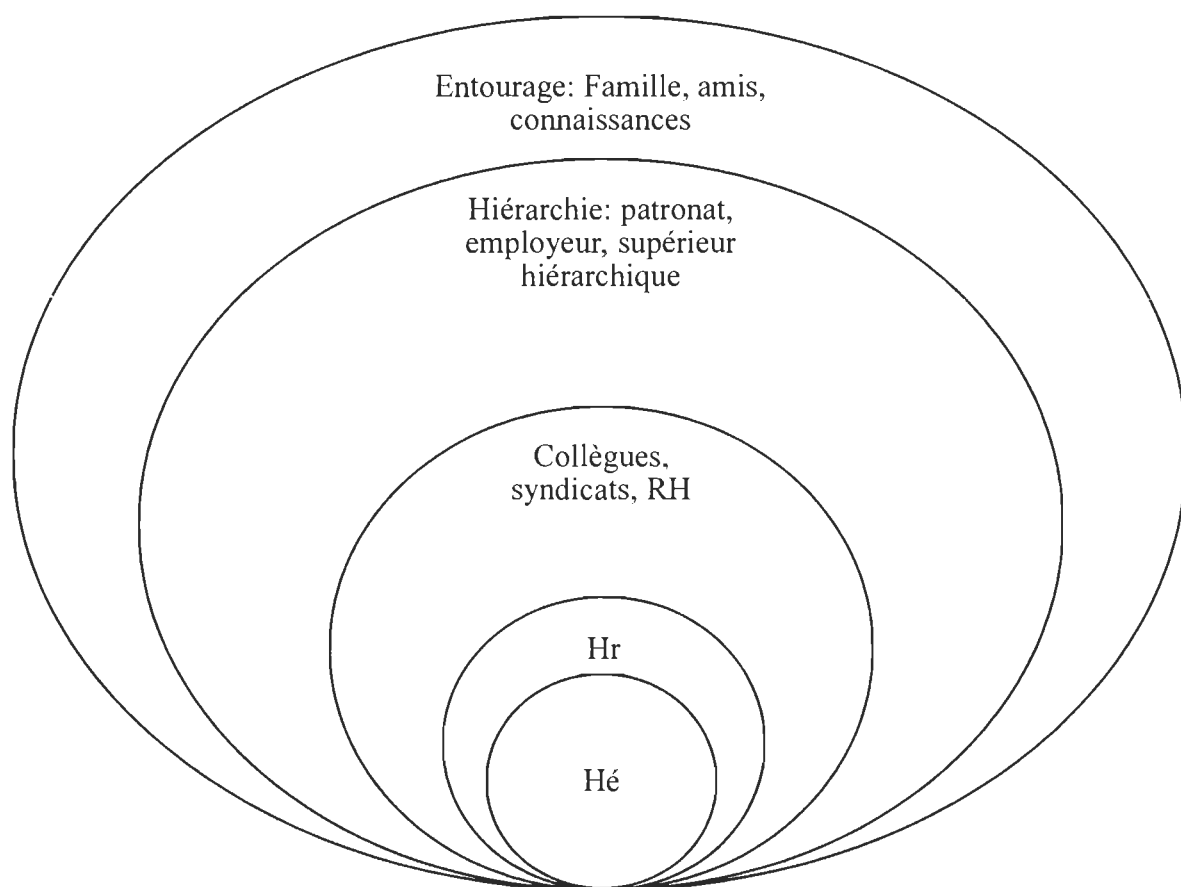 Entourage: Famille, amis,
connaissances
Hiérarchie: patronat,
employeur, supérieur
hiérarchique
Collègues,
syndicats, RH
Hr
Hé